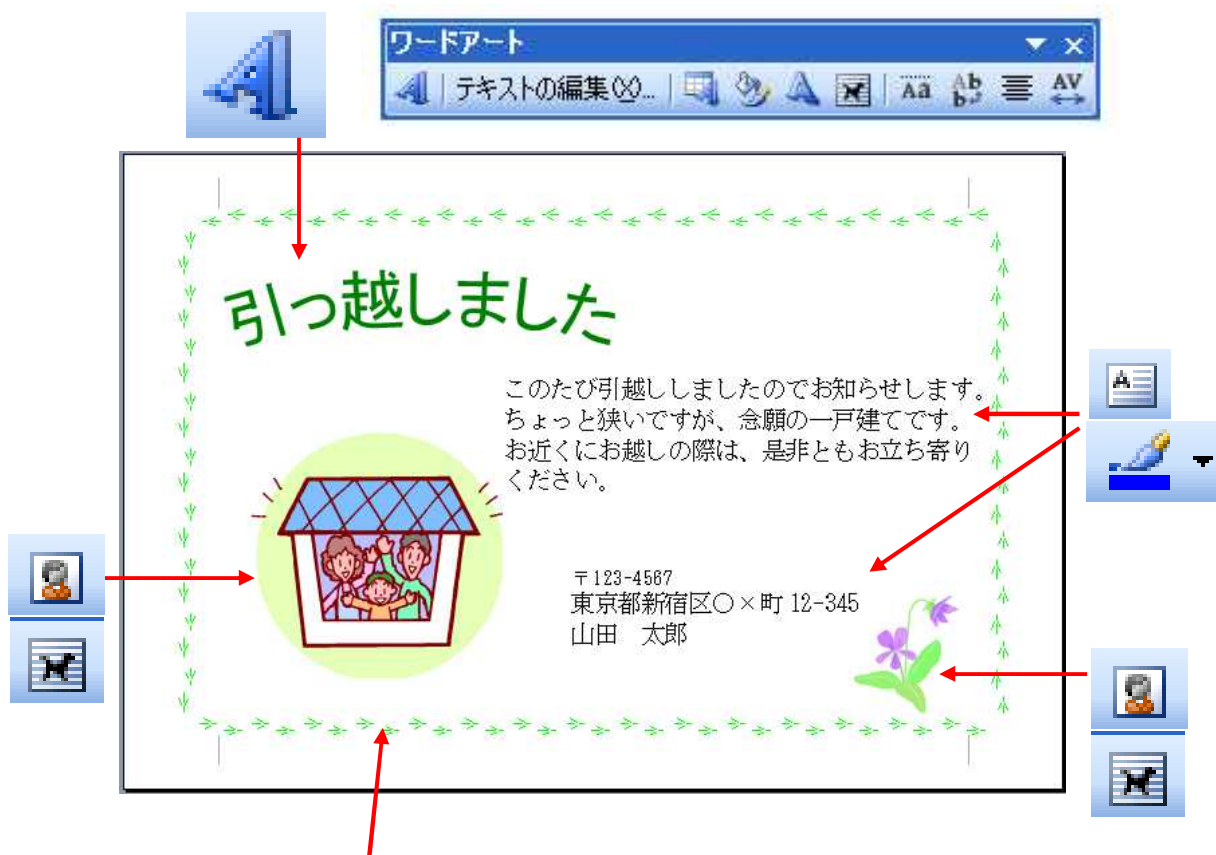 ワードアート
テキストの編集(X)...
引っ越しました
このたび引越ししましたのでお知らせします。
ちょっと狭いですが、念願の一戸建てです。
お近くにお越しの際は、是非ともお立ち寄り
ください。
〒123-4567
東京都新宿区○×町 12-345
山田　太郎